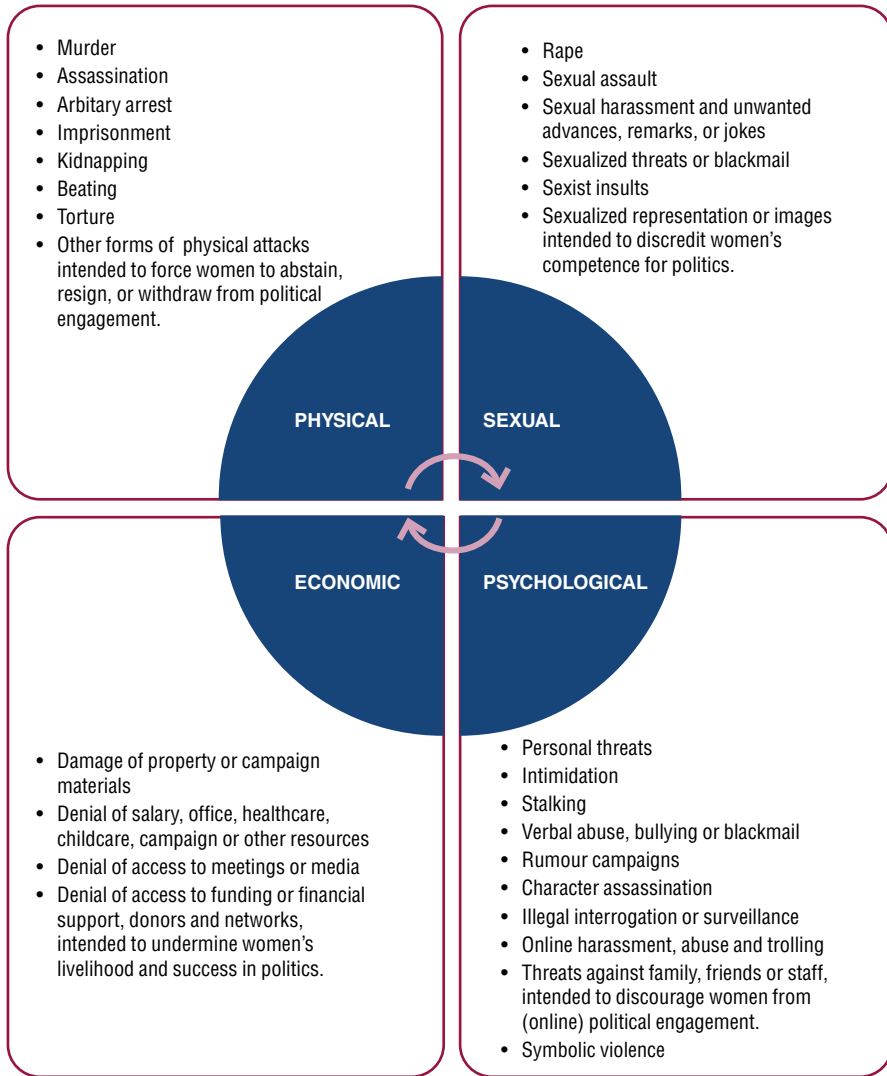 • Murder
• Assassination
• Arbitary arrest
• Imprisonment
• Kidnapping
• Beating
• Torture
• Other forms of physical attacks
intended to force women to abstain,
resign, or withdraw from political
engagement.
• Rape
• Sexual assault
• Sexual harassment and unwanted
advances, remarks, or jokes
• Sexualized threats or blackmail
• Sexist insults
• Sexualized representation or images
intended to discredit women’s
competence for politics.
PHYSICAL
SEXUAL
ECONOMIC
PSYCHOLOGICAL
• Damage of property or campaign
materials
• Denial of salary, office, healthcare,
childcare, campaign or other resources
• Denial of access to meetings or media
• Denial of access to funding or financial
support, donors and networks,
intended to undermine women’s
livelihood and success in politics.
• Personal threats
• Intimidation
• Stalking
• Verbal abuse, bullying or blackmail
• Rumour campaigns
• Character assassination
• Illegal interrogation or surveillance
• Online harassment, abuse and trolling
• Threats against family, friends or staff,
intended to discourage women from
(online) political engagement.
• Symbolic violence